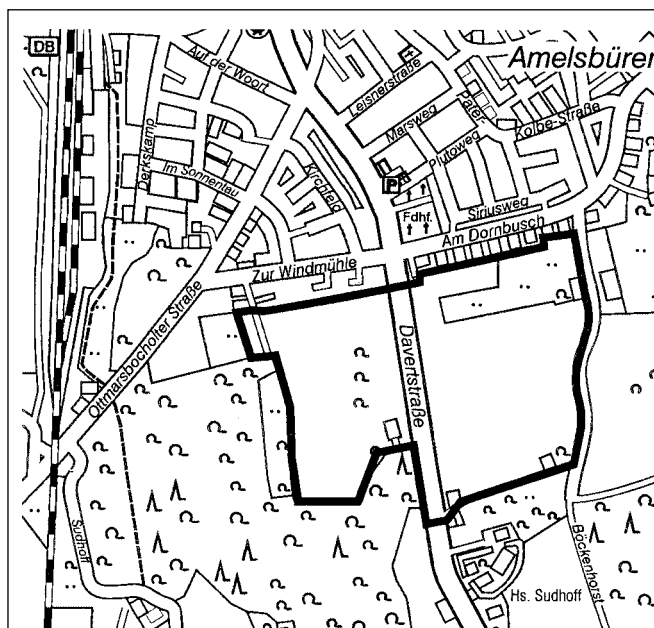 DB
Amelsbüren
Auf der Woort
Leisnerstraße
Marsweg
Pater-
Kolbe-Straße
Plutoweg
Derkskamp
Im Sonnentau
Kirchfeld
P
Fdhf.
Siriusweg
Am Dornbusch
Zur Windmühle
Ottmarsbocholter Straße
Davertstraße
Sudhoff
Hs. Sudhoff
Böckenhorst